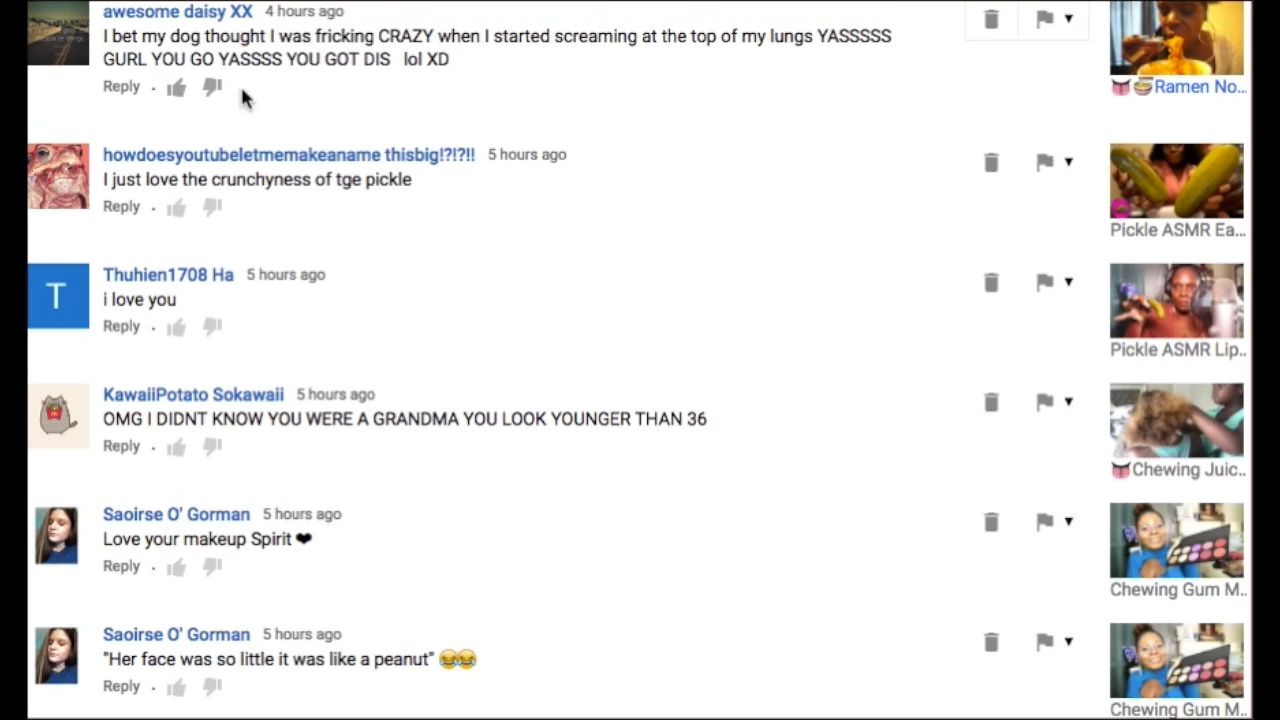 awesome daisy XX 4 hours ago
I bet my dog thought I was fricking CRAZY when I started screaming at the top of my lungs YASSSSS
GURL YOU GO YASSSS YOU GOT DIS lol XD
Reply
Ramen No...
howdoesyoutubeletmemakeaname thisbig!?!?!! 5 hours ago
I just love the crunchyness of tge pickle
Reply
Pickle ASMR Ea...
Thuhien1708 Ha 5 hours ago
T
i love you
Reply
Pickle ASMR Lip..
KawaiiPotato Sokawaii 5 hours ago
OMG I DIDNT KNOW YOU WERE A GRANDMA YOU LOOK YOUNGER THAN 36
Reply
Chewing Juic..
Saoirse O' Gorman 5 hours ago
Love your makeup Spirit ❤
Reply
Chewing Gum M..
Saoirse O' Gorman 5 hours ago
"Her face was so little it was like a peanut" 😂😂
Reply
Chewing Gum M..